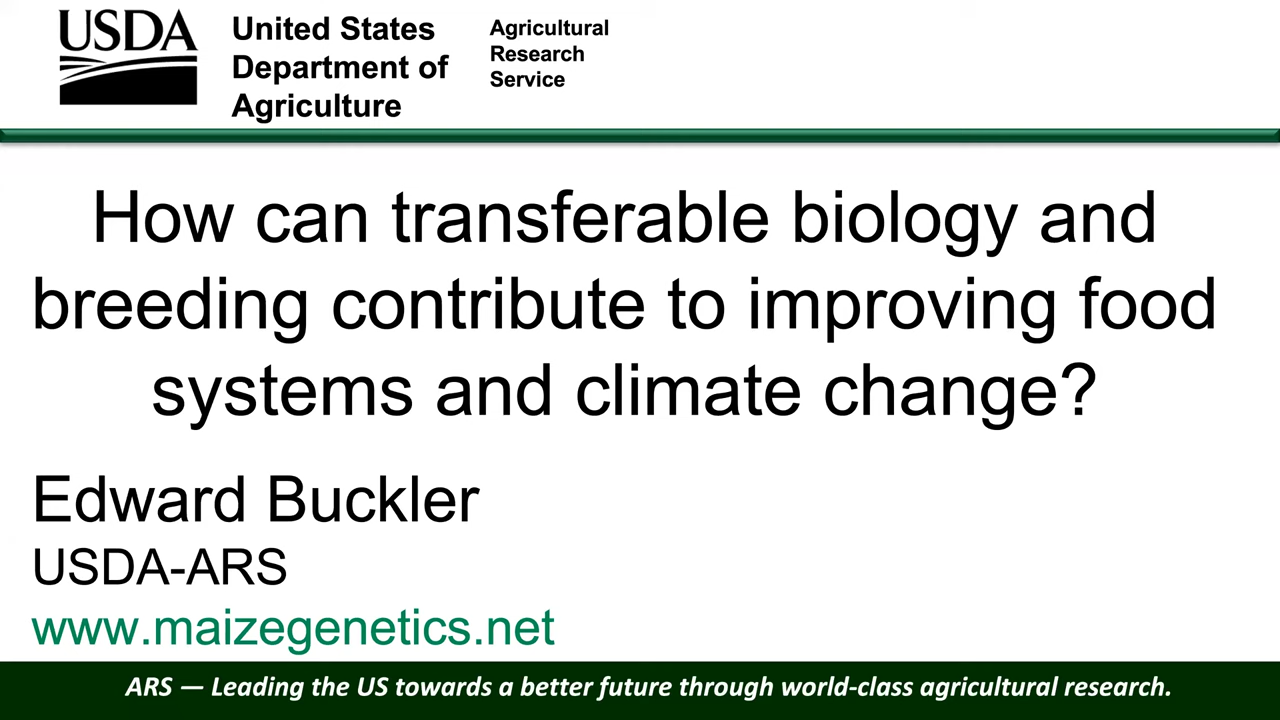 USDA
United States
Department of
Agriculture
Agricultural
Research
Service
How can transferable biology and
breeding contribute to improving food
systems and climate change?
Edward Buckler
USDA-ARS
www.maizegenetics.net
ARS — Leading the US towards a better future through world-class agricultural research.